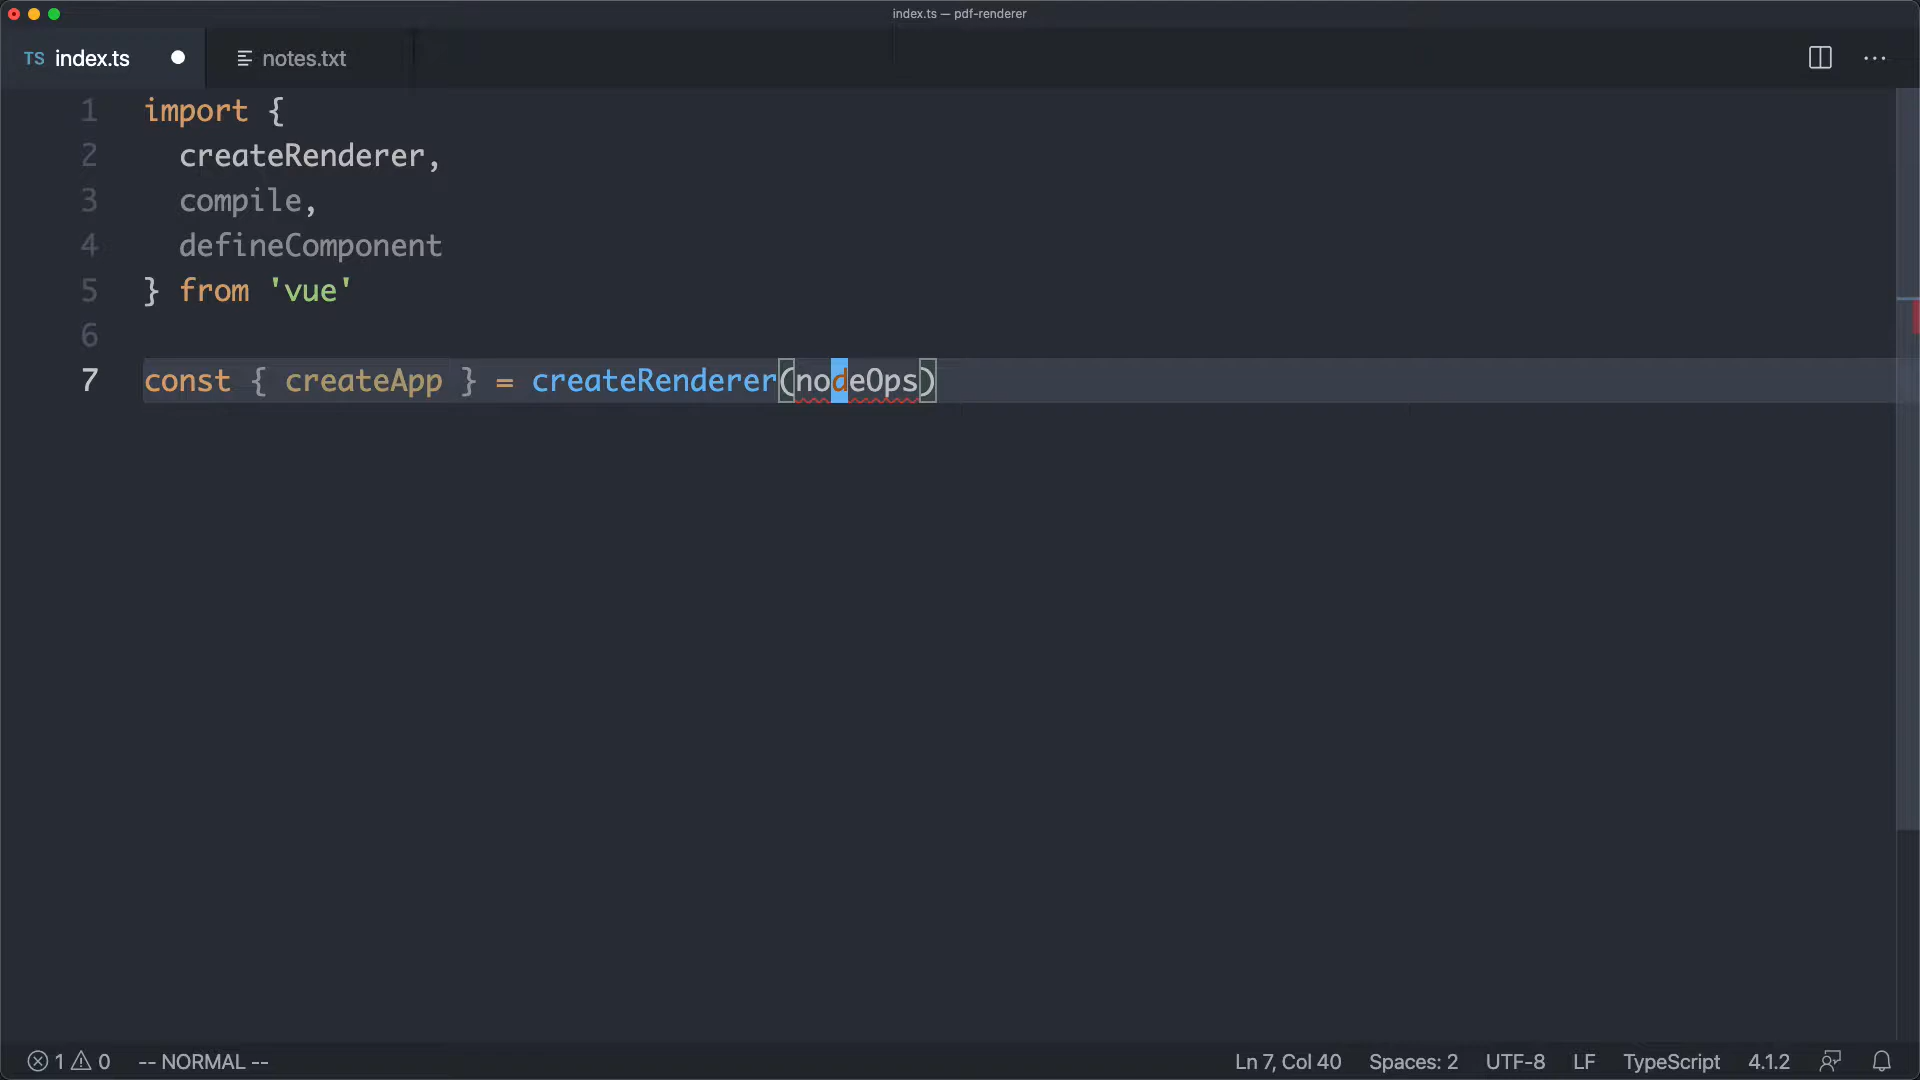 index.ts — pdf-renderer
TS index.ts
notes.txt
1 import {
2 createRenderer,
3 compile,
4 defineComponent
5 } from 'vue'
6
7 const { createApp } = createRenderer(nodeOps)
1 0 -- NORMAL -- Ln 7, Col 40 Spaces: 2 UTF-8 LF TypeScript 4.1.2